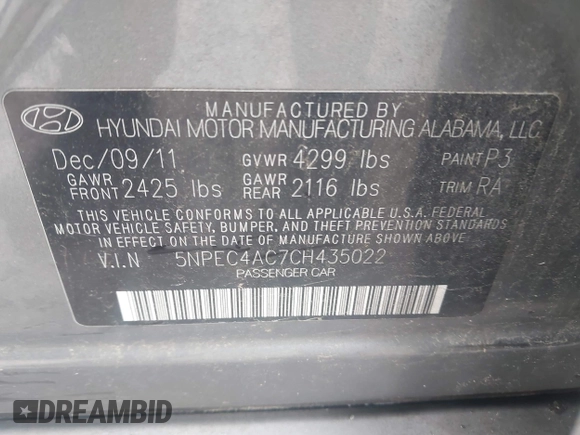 MANUFACTURED BY
HYUNDAI MOTOR MANUFACTURING ALABAMA, LLC
Dec/09/11 GVWR 4299 lbs PAINT P3
GAWR FRONT 2425 lbs GAWR REAR 2116 lbs TRIM RA
THIS VEHICLE CONFORMS TO ALL APPLICABLE U.S.A. FEDERAL
MOTOR VEHICLE SAFETY, BUMPER, AND THEFT PREVENTION STANDARDS
IN EFFECT ON THE DATE OF MANUFACTURE SHOWN ABOVE
V.I.N 5NPEC4AC7CH435022
PASSENGER CAR
DREAMBID